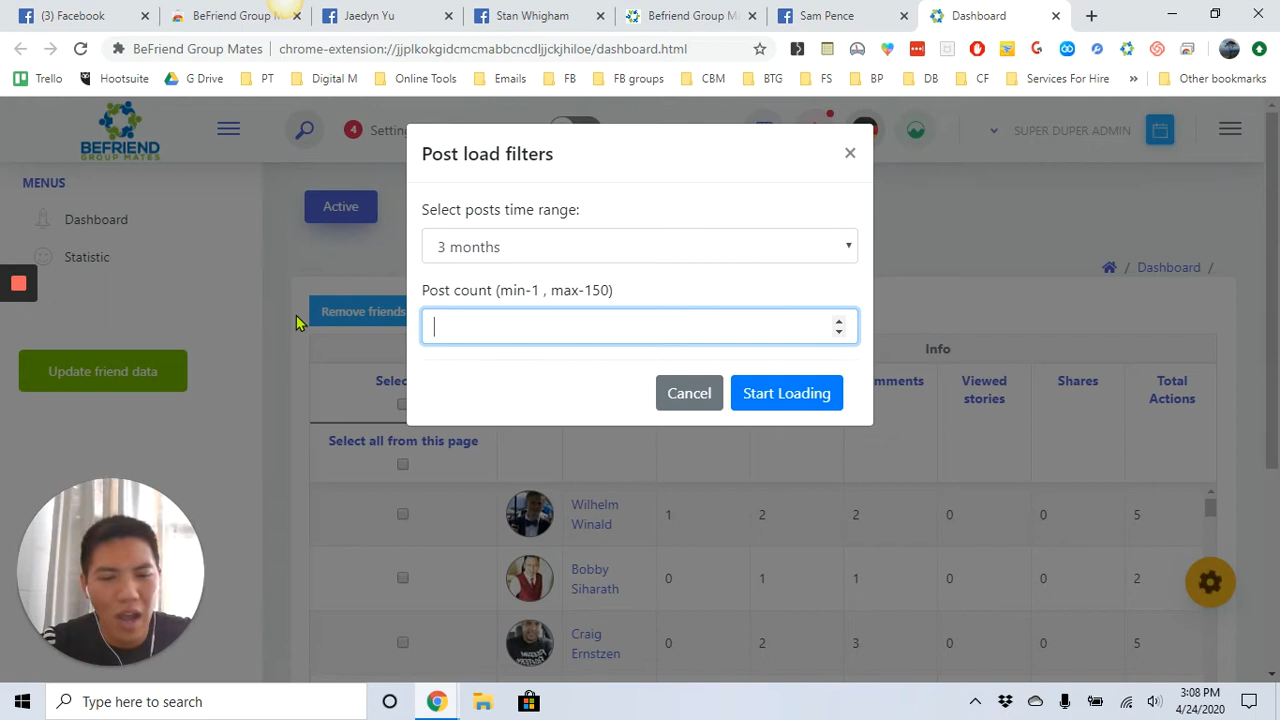 (3) Facebook
BeFriend Group M
Jaedyn Yu
Stan Whigham
Befriend Group M
Sam Pence
Dashboard
BeFriend Group Mates
chrome-extension://jjplkokgidcmcmabbcncdljjckjhiloe/dashboard.html
Trello
Hootsuite
G Drive
PT
Digital M
Online Tools
Emails
FB
FB groups
CBM
BTG
FS
BP
DB
CF
Services For Hire
»
Other bookmarks
BEFRIEND
GROUP MATES
4
Setting
SUPER DUPER ADMIN
MENUS
Dashboard
Statistic
Update friend data
Active
Dashboard /
Post load filters
×
Select posts time range:
3 months
Post count (min-1 , max-150)
Cancel
Start Loading
Remove friends
Info
Selec
mments
Viewed
stories
Shares
Total
Actions
Select all from this page
Wilhelm
Winald
1 2 2 0 0 5
Bobby
Siharath
0 1 1 0 0 2
Craig
Ernstzen
0 2 3 0 0 5
Type here to search
3:08 PM
4/24/2020